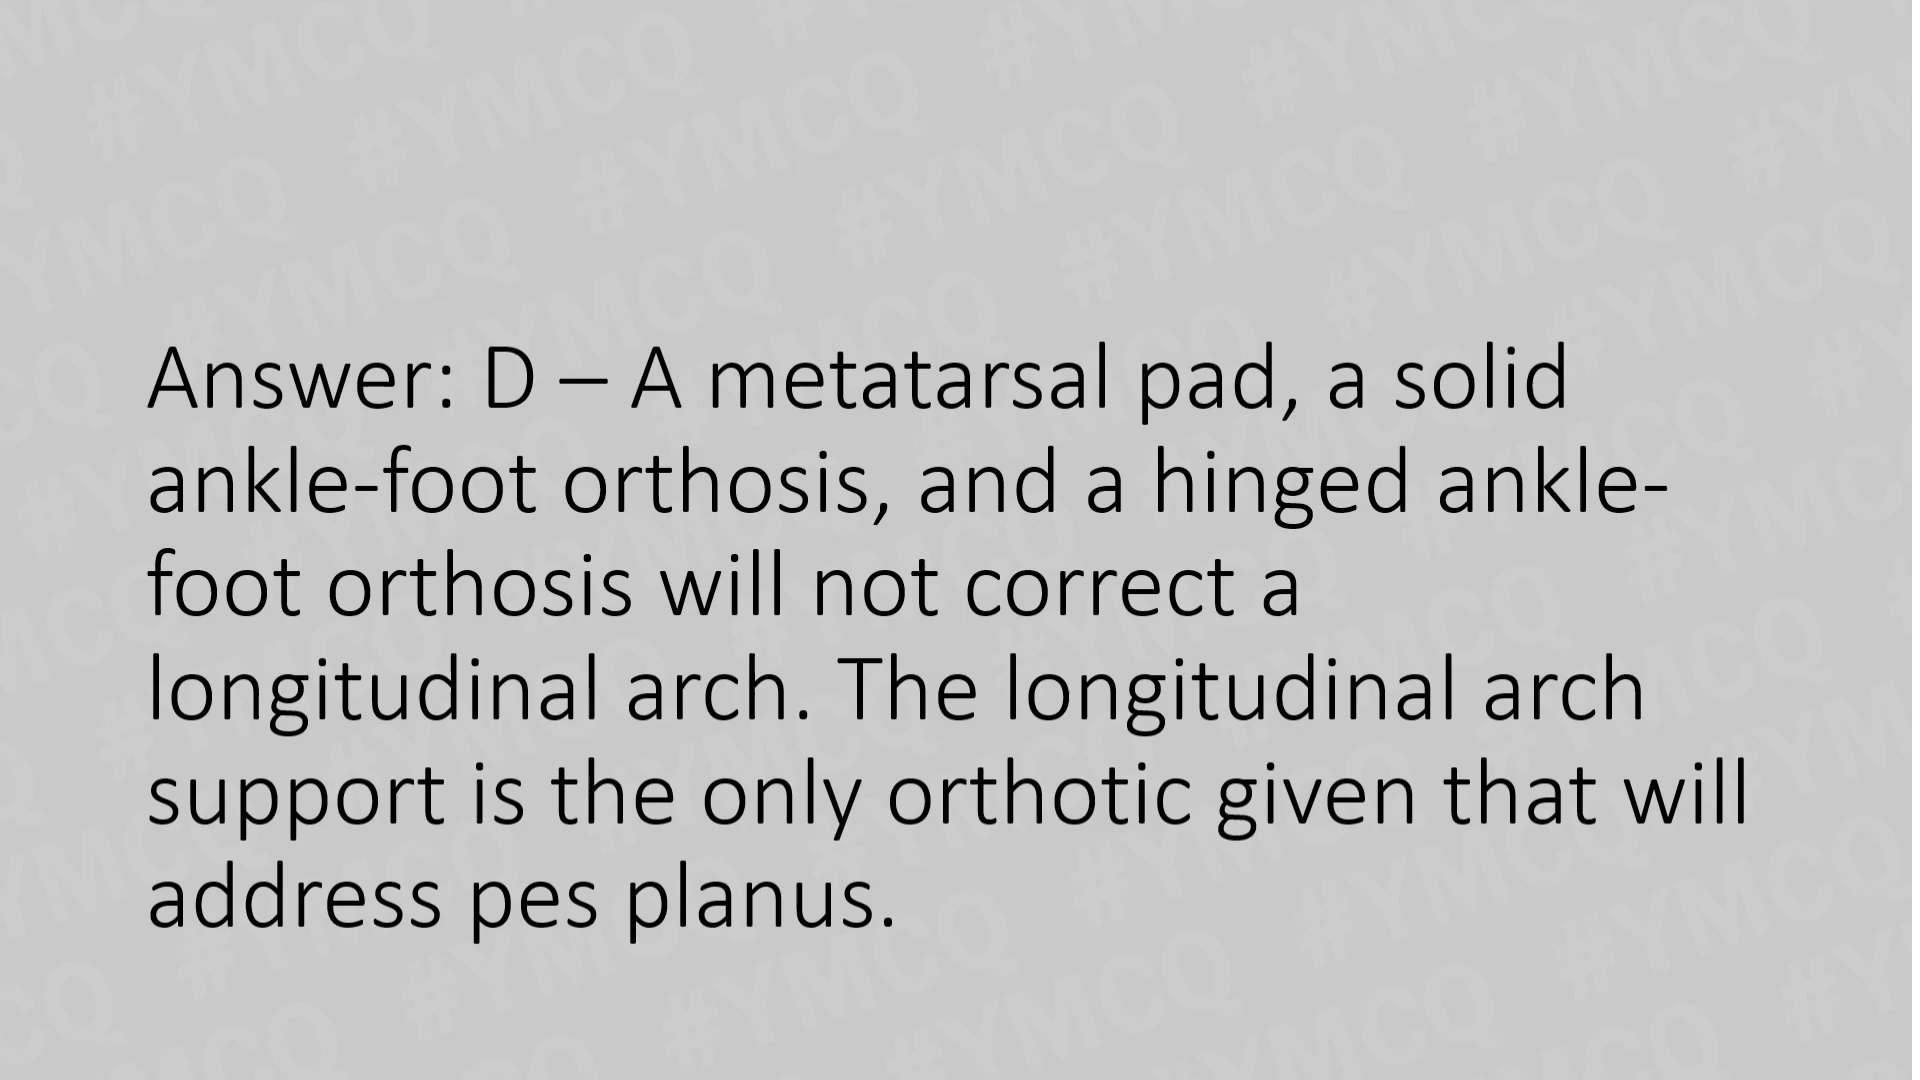 Answer: D – A metatarsal pad, a solid
ankle-foot orthosis, and a hinged ankle-
foot orthosis will not correct a
longitudinal arch. The longitudinal arch
support is the only orthotic given that will
address pes planus.
#YMCQ